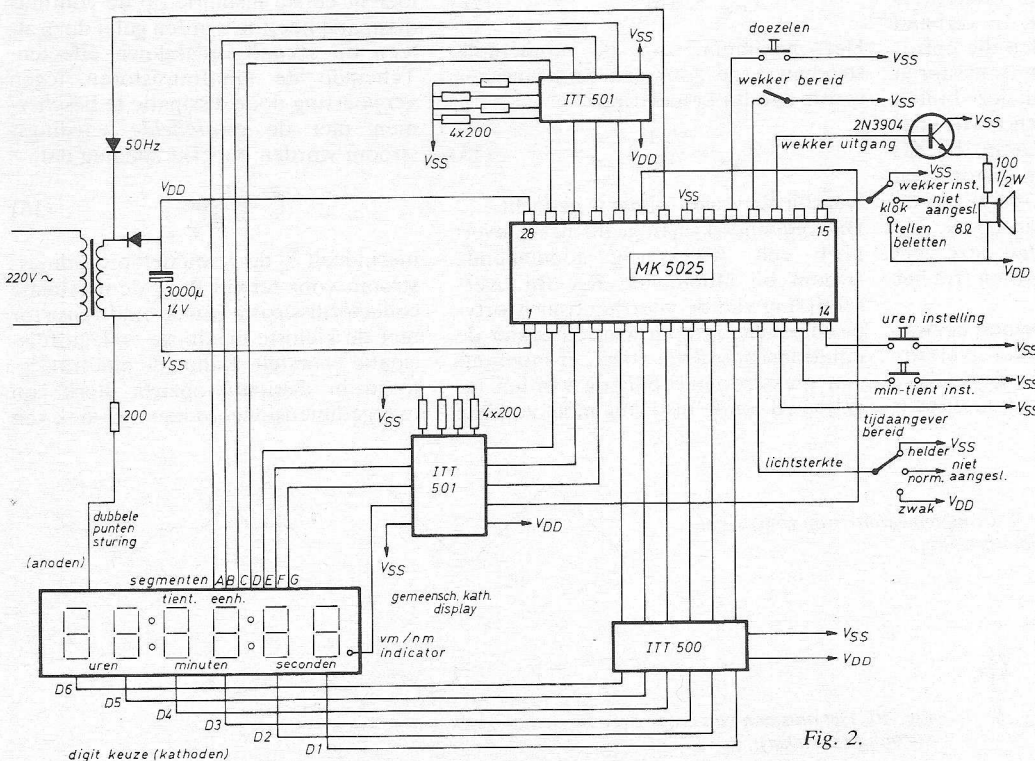 50Hz
220V ~
VDD
3000µ
14V
VSS
200
dubbele
punten
sturing
(anoden)
segmenten A B C D E F G
tient. eenh.
uren minuten seconden
D6
D5
D4
D3
D2
D1
digit keuze (kathoden)
vm/nm
indicator
gemeensch. kath.
display
VSS
4x200
ITT
501
VSS
VDD
VSS
4x200
ITT 501
VSS
VDD
28
15
MK 5025
1
14
VSS
doezelen
VSS
wekker bereid
VSS
2N3904
VSS
wekker uitgang
100
1/2W
8Ω
VSS
wekker inst.
klok
niet
aangesl.
tellen
beletten
VDD
uren instelling
VSS
min-tient inst.
VSS
VSS
tijdaangever
bereid
lichtsterkte
helder
VSS
norm.
niet
aangesl.
zwak
VDD
ITT 500
VSS
VDD
Fig. 2.